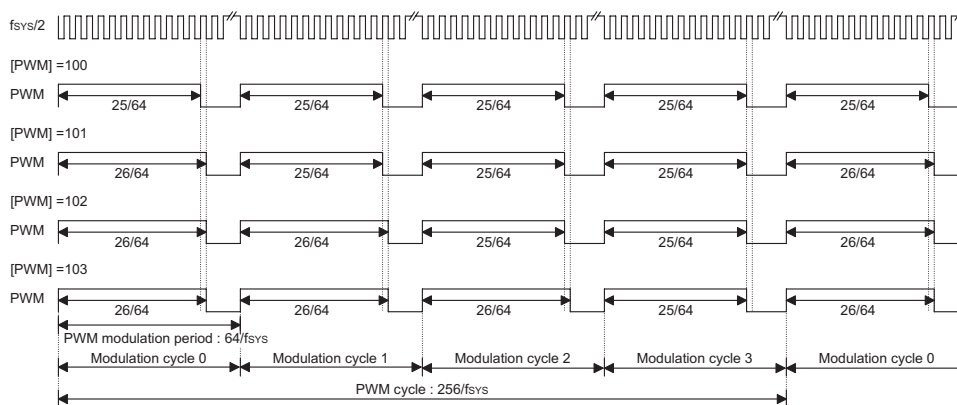 fSYS/2
[PWM] =100
PWM
25/64 25/64 25/64 25/64 25/64
[PWM] =101
PWM
26/64 25/64 25/64 25/64 26/64
[PWM] =102
PWM
26/64 26/64 25/64 25/64 26/64
[PWM] =103
PWM
26/64 26/64 26/64 25/64 26/64
PWM modulation period : 64/fSYS
Modulation cycle 0 Modulation cycle 1 Modulation cycle 2 Modulation cycle 3 Modulation cycle 0
PWM cycle : 256/fSYS